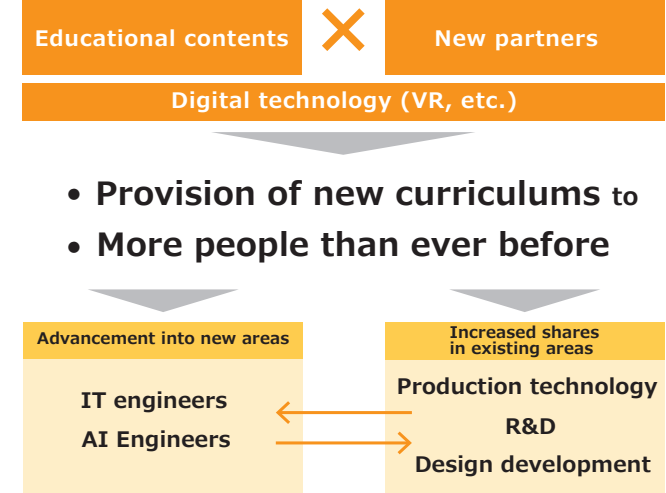 Educational contents × New partners
Digital technology (VR, etc.)
• Provision of new curriculums to
• More people than ever before
Advancement into new areas
IT engineers
AI Engineers
Increased shares
in existing areas
Production technology
R&D
Design development